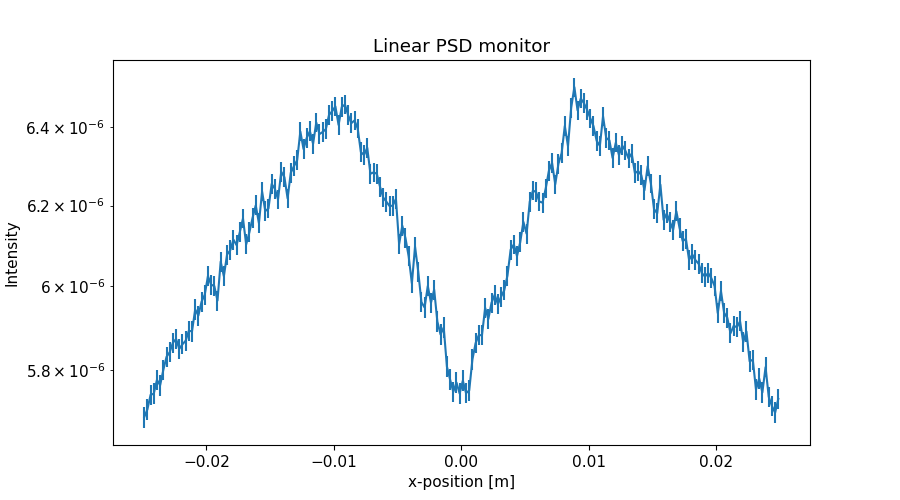 Linear PSD monitor
Intensity
6.4 × 10⁻⁶
6.2 × 10⁻⁶
6 × 10⁻⁶
5.8 × 10⁻⁶
−0.02 −0.01 0.00 0.01 0.02
x-position [m]